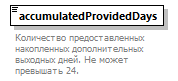 accumulatedProvidedDays
Количество предоставленных
накопленных дополнительных
выходных дней. Не может
превышать 24.